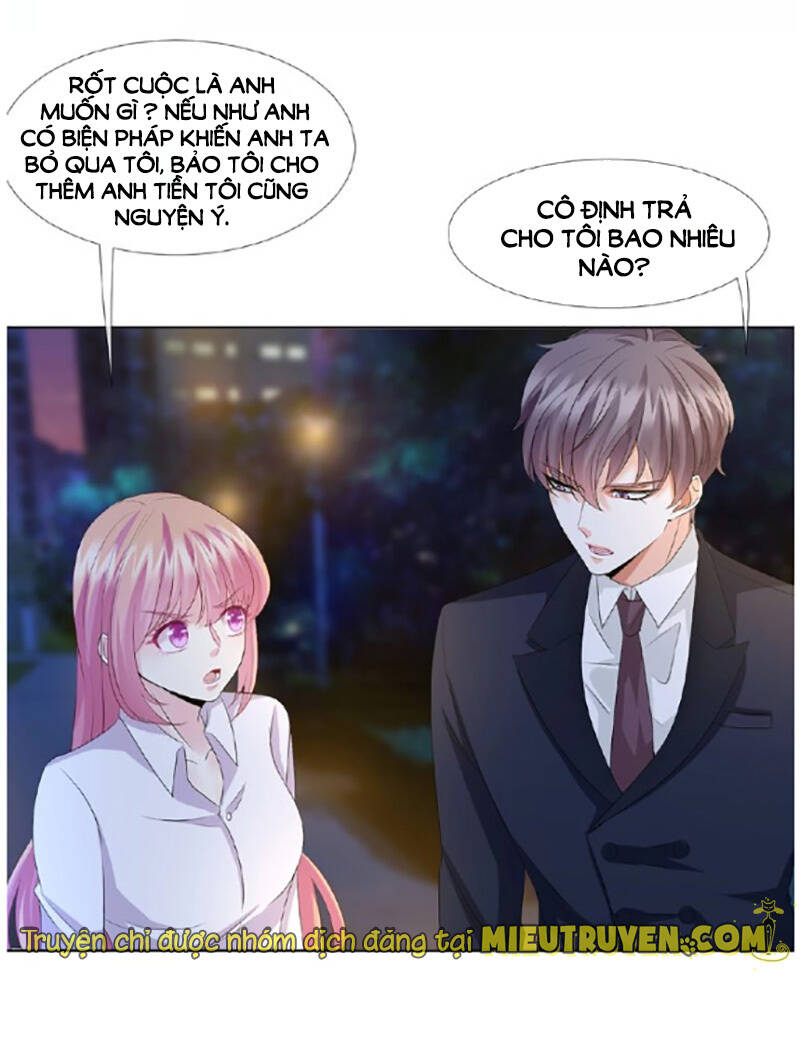 RỐT CUỘC LÀ ANH
MUỐN GÌ ? NẾU NHƯ ANH
CÓ BIỆN PHÁP KHIẾN ANH TA
BỎ QUA TÔI, BẢO TÔI CHO
THÊM ANH TIỀN TÔI CŨNG
NGUYỆN Ý.
CÔ ĐỊNH TRẢ
CHO TÔI BAO NHIÊU
NÀO?
Truyện chỉ được nhóm dịch đăng tại MIEUTRUYEN.COM